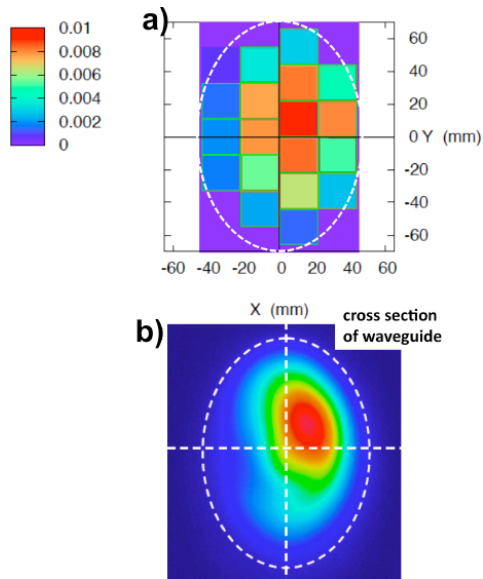 a)
0.01
0.008
0.006
0.004
0.002
0
60
40
20
0 Y (mm)
-20
-40
-60
-60 -40 -20 0 20 40 60
X (mm)
b)
cross section
of waveguide